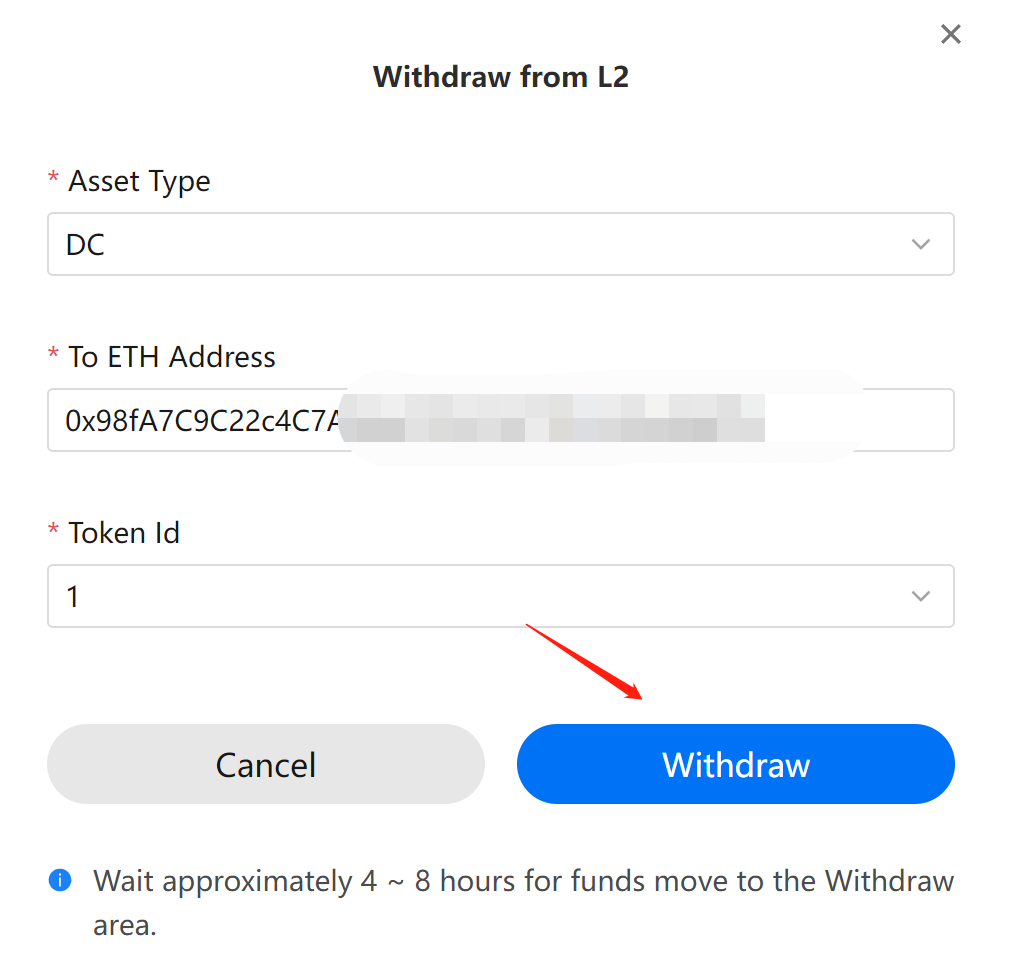 Withdraw from L2
* Asset Type
DC
* To ETH Address
0x98fA7C9C22c4C7A
* Token Id
1
Cancel
Withdraw
Wait approximately 4 ~ 8 hours for funds move to the Withdraw
area.